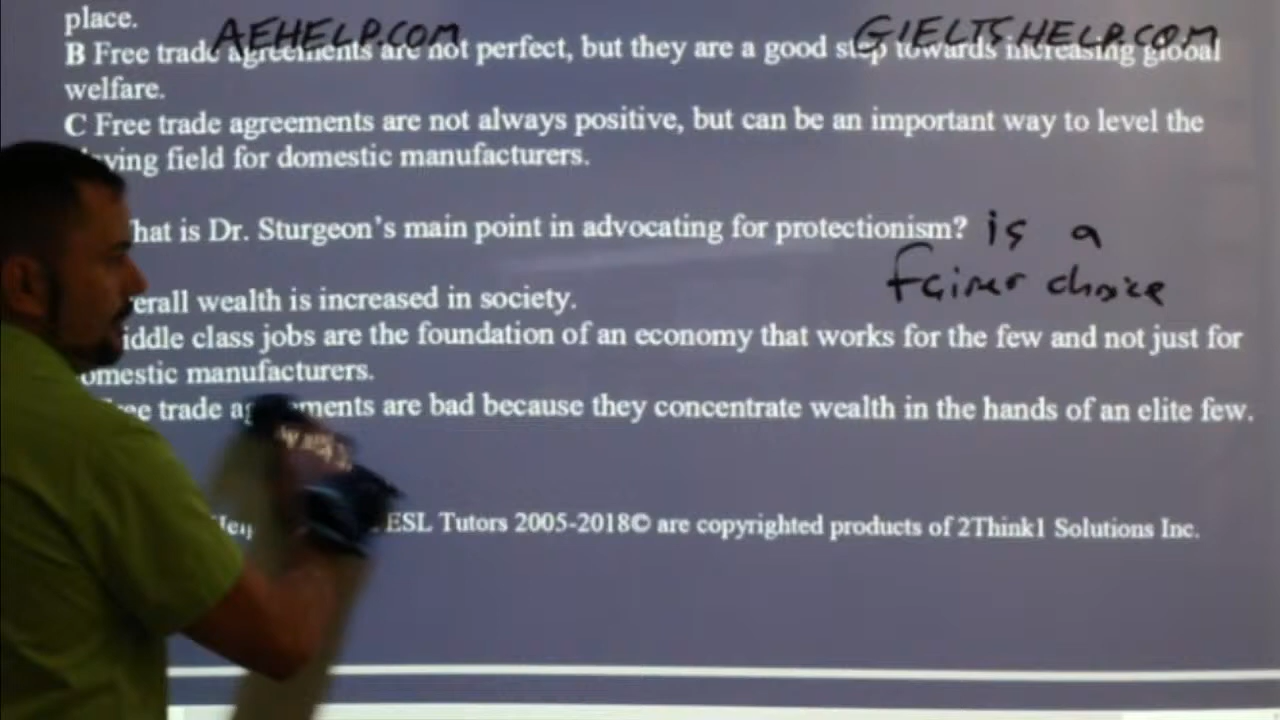 place.
AEHELP.COM GIELTSHELP.COM
B Free trade agreements are not perfect, but they are a good step towards increasing global
welfare.
C Free trade agreements are not always positive, but can be an important way to level the
field for domestic manufacturers.
hat is Dr. Sturgeon's main point in advocating for protectionism? is a
fairer choice
erall wealth is increased in society.
iddle class jobs are the foundation of an economy that works for the few and not just for
omestic manufacturers.
ee trade ag ments are bad because they concentrate wealth in the hands of an elite few.
ESL Tutors 2005-2018© are copyrighted products of 2Think1 Solutions Inc.